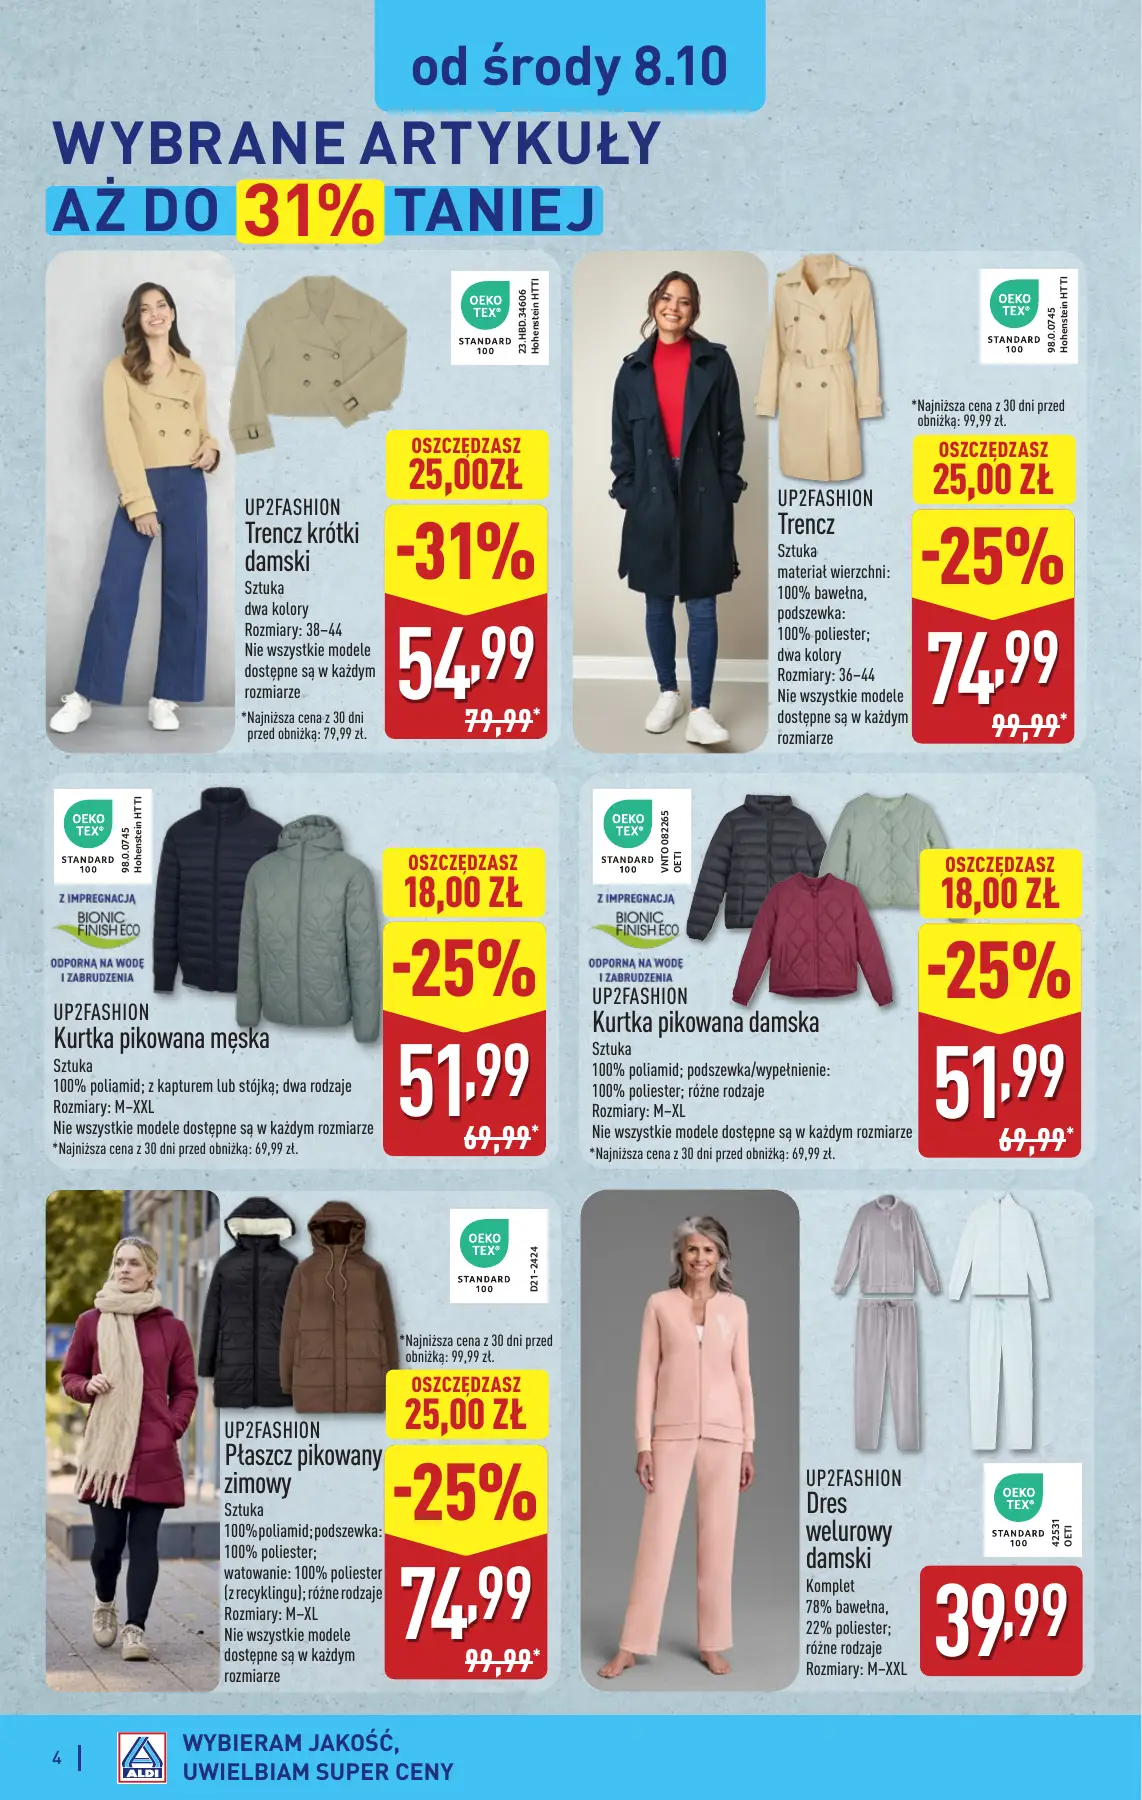 od środy 8.10
WYBRANE ARTYKUŁY
AŻ DO 31% TANIEJ
OEKO
TEX®
STANDARD
100
23.HBD.34606
Hohenstein HTTI
OSZCZĘDZASZ
25,00ZŁ
-31%
54,99
79,99*
UP2FASHION
Trencz krótki
damski
Sztuka
dwa kolory
Rozmiary: 38–44
Nie wszystkie modele
dostępne są w każdym
rozmiarze
*Najniższa cena z 30 dni
przed obniżką: 79,99 zł.
OEKO
TEX®
STANDARD
100
98.0.0745
Hohenstein HTTI
*Najniższa cena z 30 dni przed
obniżką: 99,99 zł.
OSZCZĘDZASZ
25,00 ZŁ
-25%
74,99
99,99*
UP2FASHION
Trencz
Sztuka
materiał wierzchni:
100% bawełna,
podszewka:
100% poliester;
dwa kolory
Rozmiary: 36–44
Nie wszystkie modele
dostępne są w każdym
rozmiarze
OEKO
TEX®
STANDARD
100
98.0.0745
Hohenstein HTTI
Z IMPREGNACJĄ
BIONIC
FINISH ECO
ODPORNĄ NA WODĘ
I ZABRUDZENIA
OSZCZĘDZASZ
18,00 ZŁ
-25%
51,99
69,99*
UP2FASHION
Kurtka pikowana męska
Sztuka
100% poliamid; z kapturem lub stójką; dwa rodzaje
Rozmiary: M–XXL
Nie wszystkie modele dostępne są w każdym rozmiarze
*Najniższa cena z 30 dni przed obniżką: 69,99 zł.
OEKO
TEX®
STANDARD
100
VNTO 082265
OETI
Z IMPREGNACJĄ
BIONIC
FINISH ECO
ODPORNĄ NA WODĘ
I ZABRUDZENIA
OSZCZĘDZASZ
18,00 ZŁ
-25%
51,99
69,99*
UP2FASHION
Kurtka pikowana damska
Sztuka
100% poliamid; podszewka/wypełnienie:
100% poliester; różne rodzaje
Rozmiary: M–XL
Nie wszystkie modele dostępne są w każdym rozmiarze
*Najniższa cena z 30 dni przed obniżką: 69,99 zł.
OEKO
TEX®
STANDARD
100
D21-2424
*Najniższa cena z 30 dni przed
obniżką: 99,99 zł.
OSZCZĘDZASZ
25,00 ZŁ
-25%
74,99
99,99*
UP2FASHION
Płaszcz pikowany
zimowy
Sztuka
100% poliamid; podszewka:
100% poliester;
watowanie: 100% poliester
(z recyklingu); różne rodzaje
Rozmiary: M–XL
Nie wszystkie modele
dostępne są w każdym
rozmiarze
UP2FASHION
Dres
welurowy
damski
Komplet
78% bawełna,
22% poliester;
różne rodzaje
Rozmiary: M–XXL
OEKO
TEX®
STANDARD
100
42531
OETI
39,99
4
ALDI
WYBIERAM JAKOŚĆ,
UWIELBIAM SUPER CENY